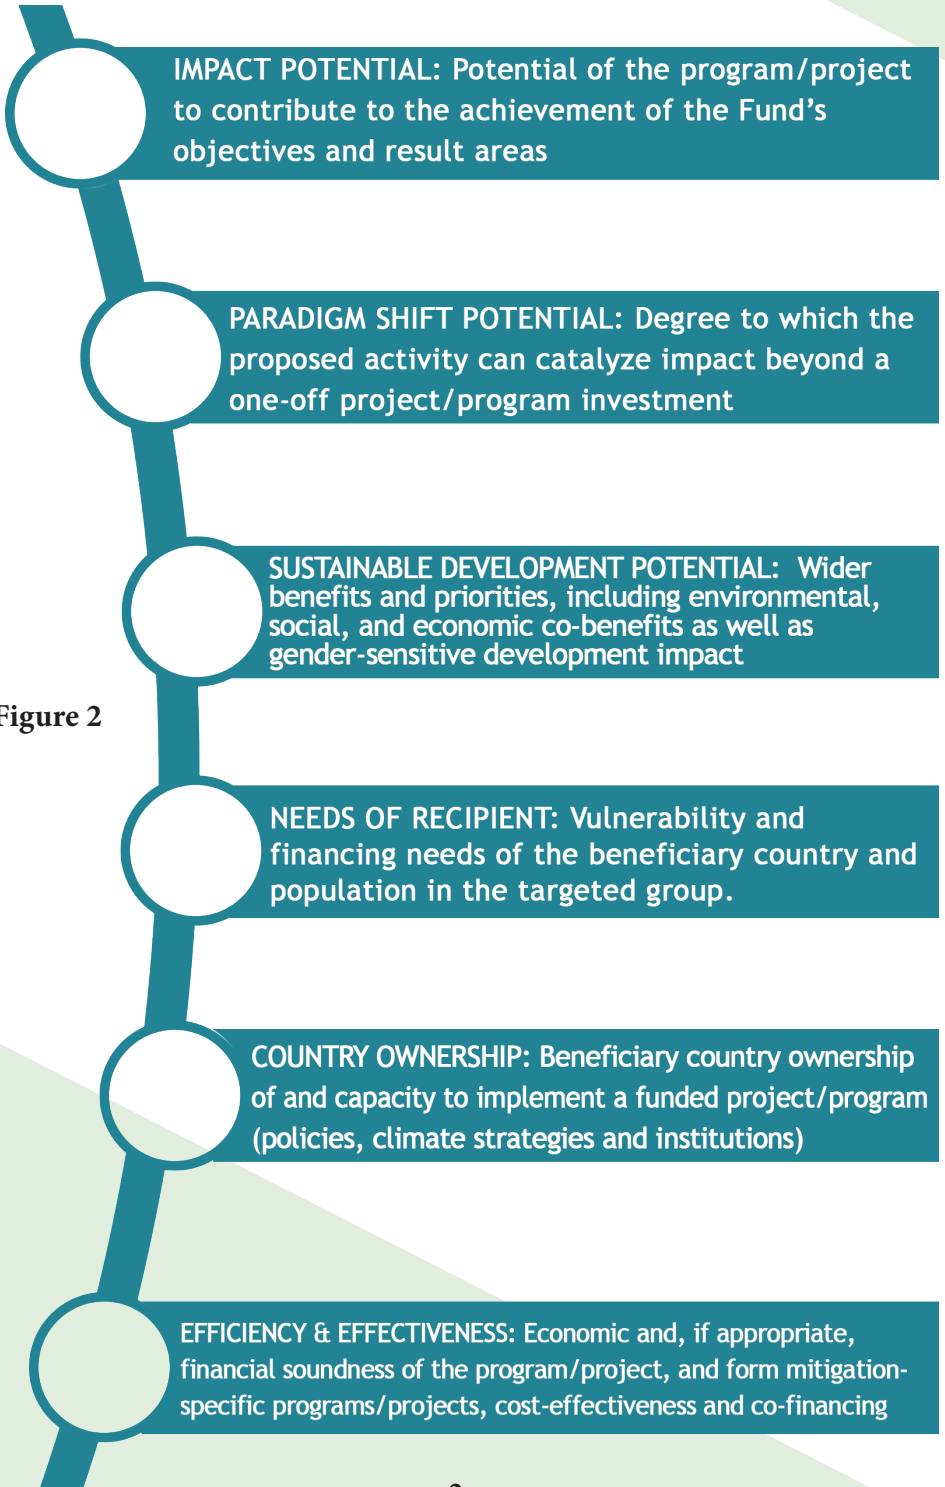 IMPACT POTENTIAL: Potential of the program/project
to contribute to the achievement of the Fund’s
objectives and result areas
PARADIGM SHIFT POTENTIAL: Degree to which the
proposed activity can catalyze impact beyond a
one-off project/program investment
SUSTAINABLE DEVELOPMENT POTENTIAL: Wider
benefits and priorities, including environmental,
social, and economic co-benefits as well as
gender-sensitive development impact
Figure 2
NEEDS OF RECIPIENT: Vulnerability and
financing needs of the beneficiary country and
population in the targeted group.
COUNTRY OWNERSHIP: Beneficiary country ownership
of and capacity to implement a funded project/program
(policies, climate strategies and institutions)
EFFICIENCY & EFFECTIVENESS: Economic and, if appropriate,
financial soundness of the program/project, and form mitigation-
specific programs/projects, cost-effectiveness and co-financing